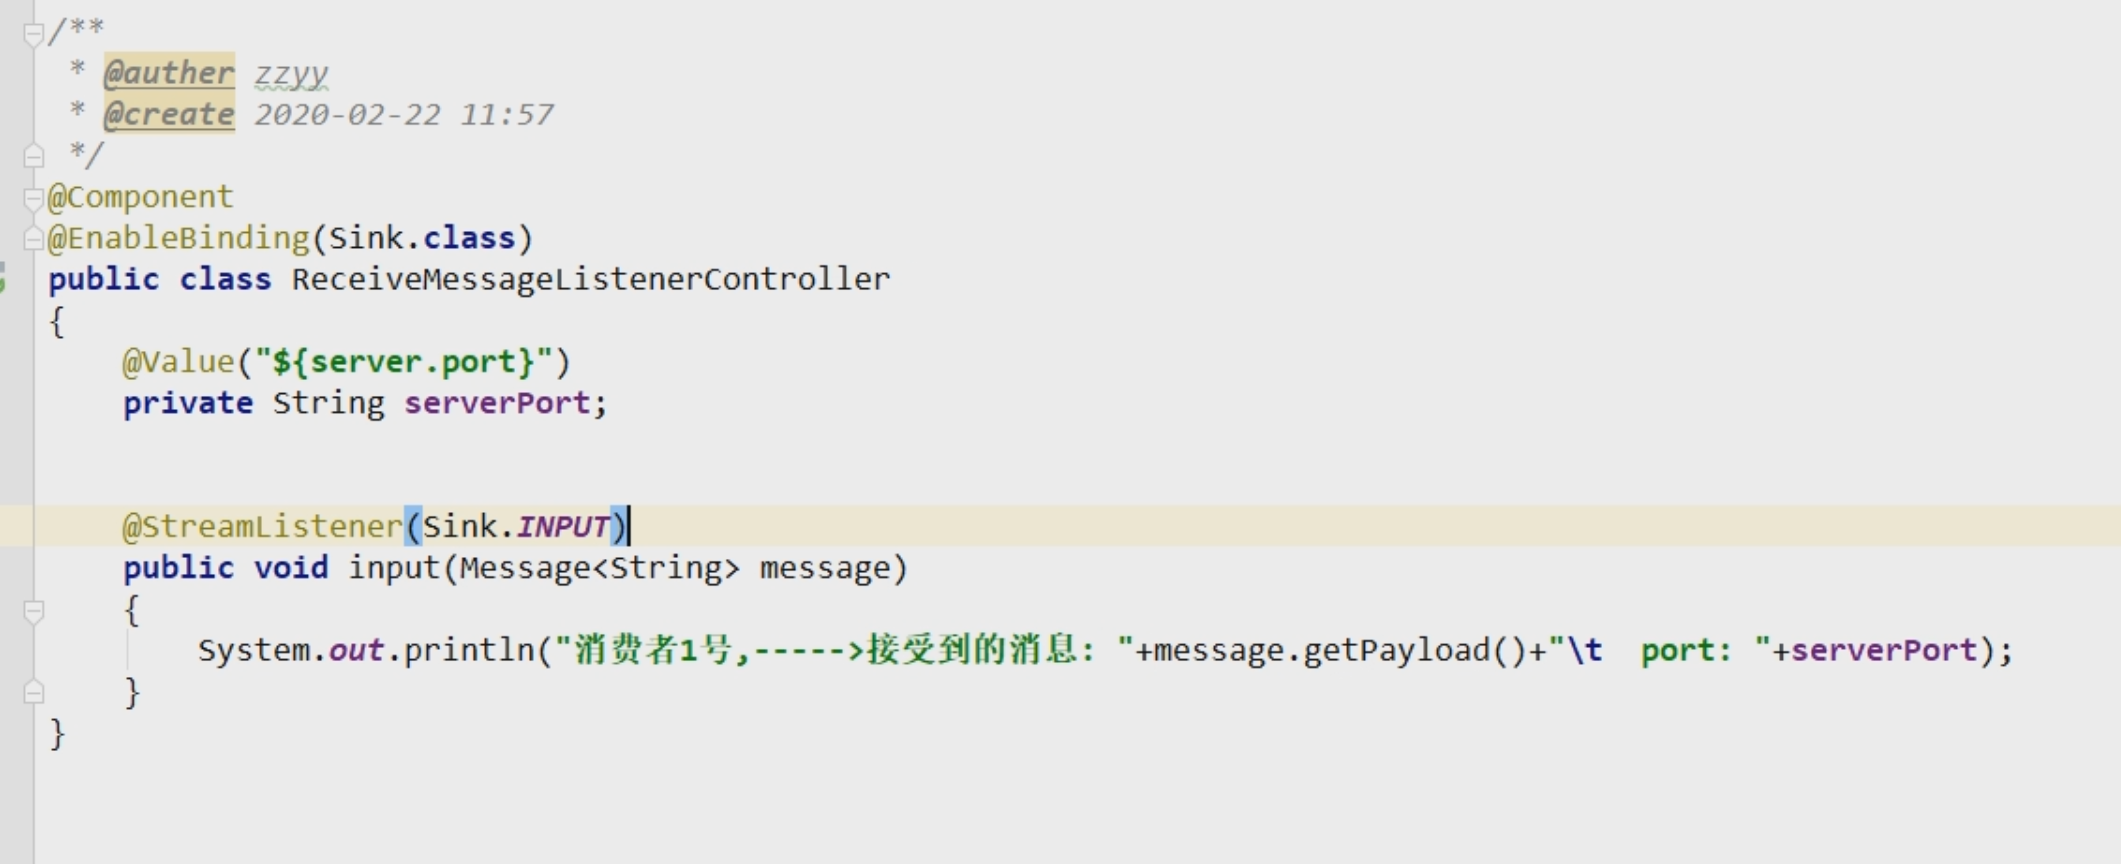 /**
 * @auther zzyy
 * @create 2020-02-22 11:57
 */
@Component
@EnableBinding(Sink.class)
public class ReceiveMessageListenerController
{
    @Value("${server.port}")
    private String serverPort;
    @StreamListener(Sink.INPUT)
    public void input(Message<String> message)
    {
        System.out.println("消费者1号,----->接受到的消息: "+message.getPayload()+"\t  port: "+serverPort);
    }
}